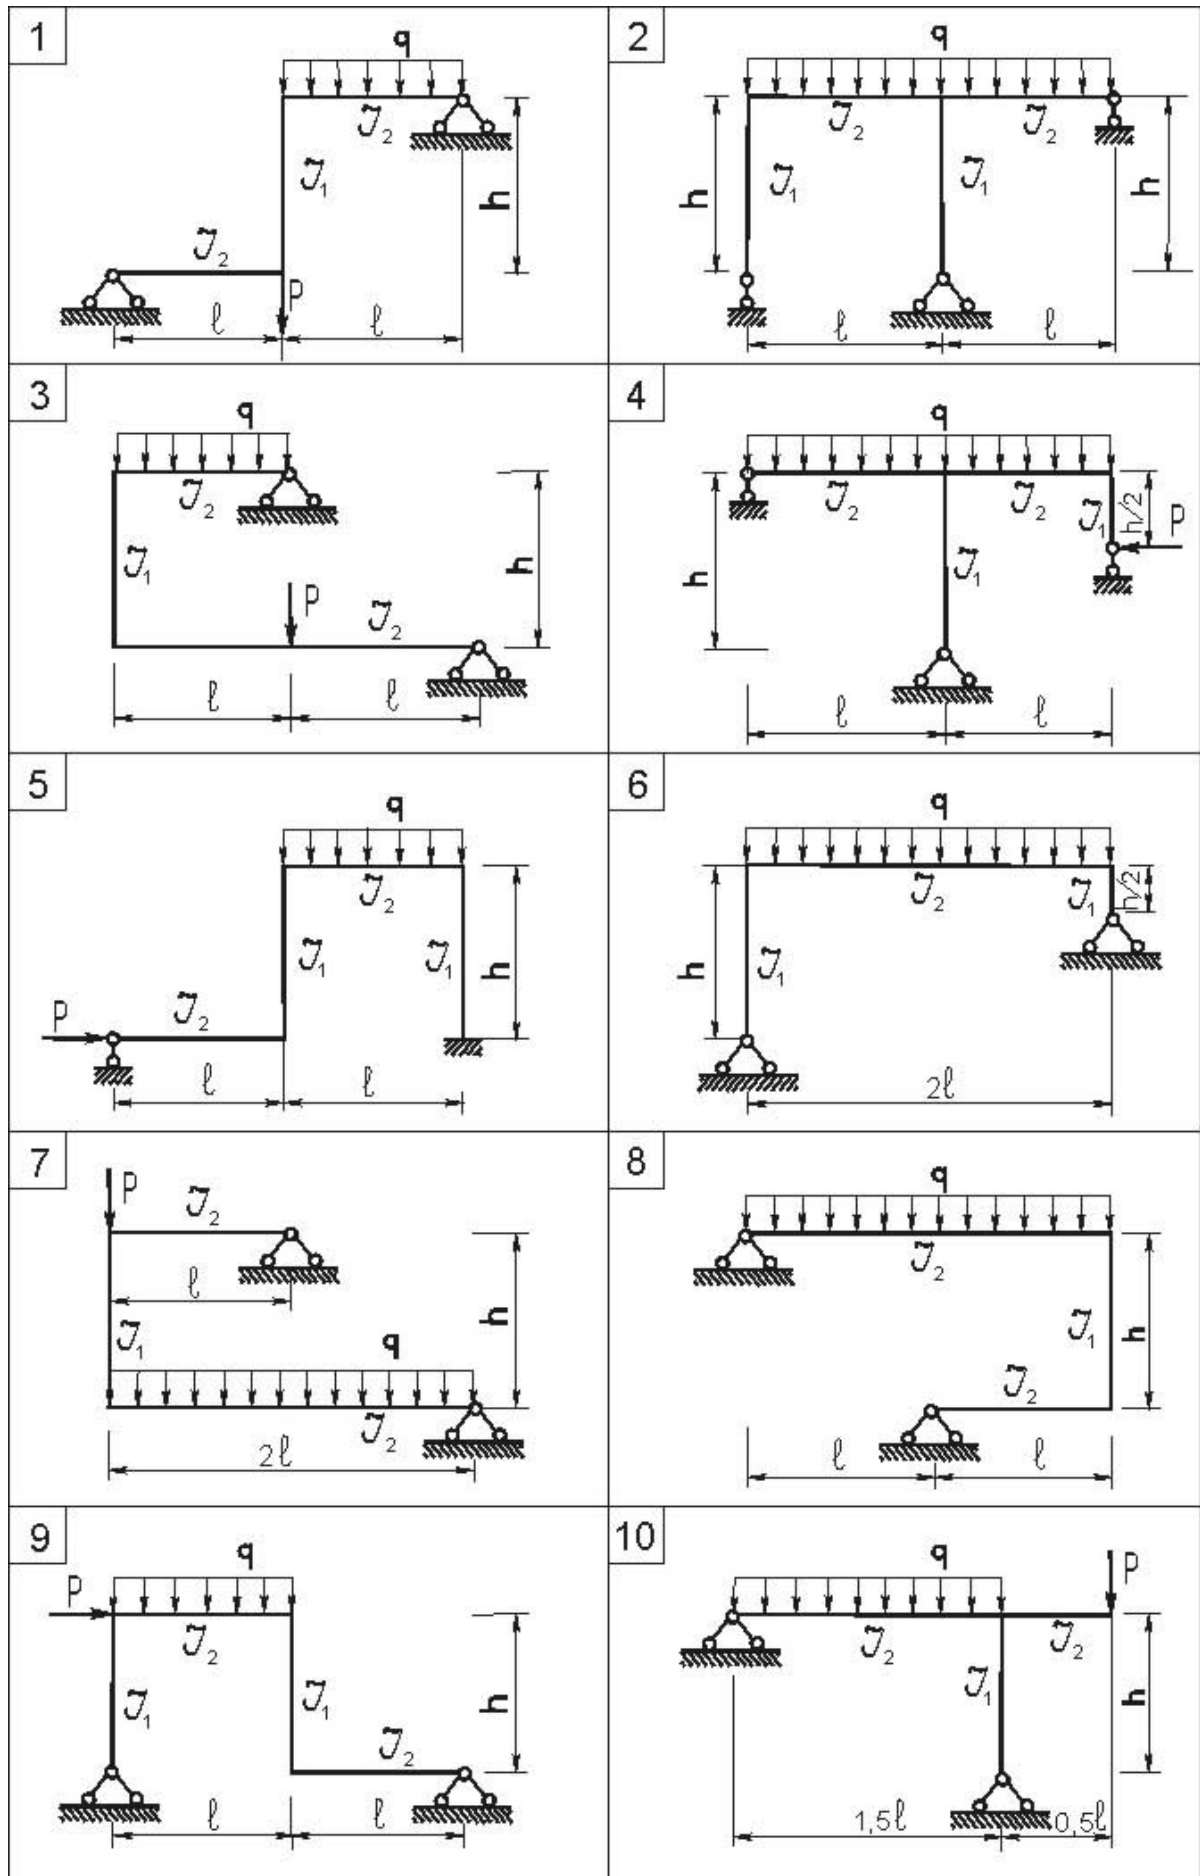 1
q
J₂
h
J₁
J₂
P
ℓ
ℓ
2
q
J₂
J₂
h
J₁
J₁
h
ℓ
ℓ
3
q
J₂
h
J₁
P
J₂
ℓ
ℓ
4
q
J₂
J₂
J₁
h/2
P
h
J₁
ℓ
ℓ
5
q
J₂
J₁
J₁
h
P
J₂
ℓ
ℓ
6
q
J₂
J₁
h/2
h
J₁
2ℓ
7
P
J₂
ℓ
h
J₁
q
J₂
2ℓ
8
q
J₂
J₁
h
J₂
ℓ
ℓ
9
q
P
J₂
J₁
J₁
h
J₂
ℓ
ℓ
10
q
P
J₂
J₂
J₁
h
1,5ℓ
0,5ℓ